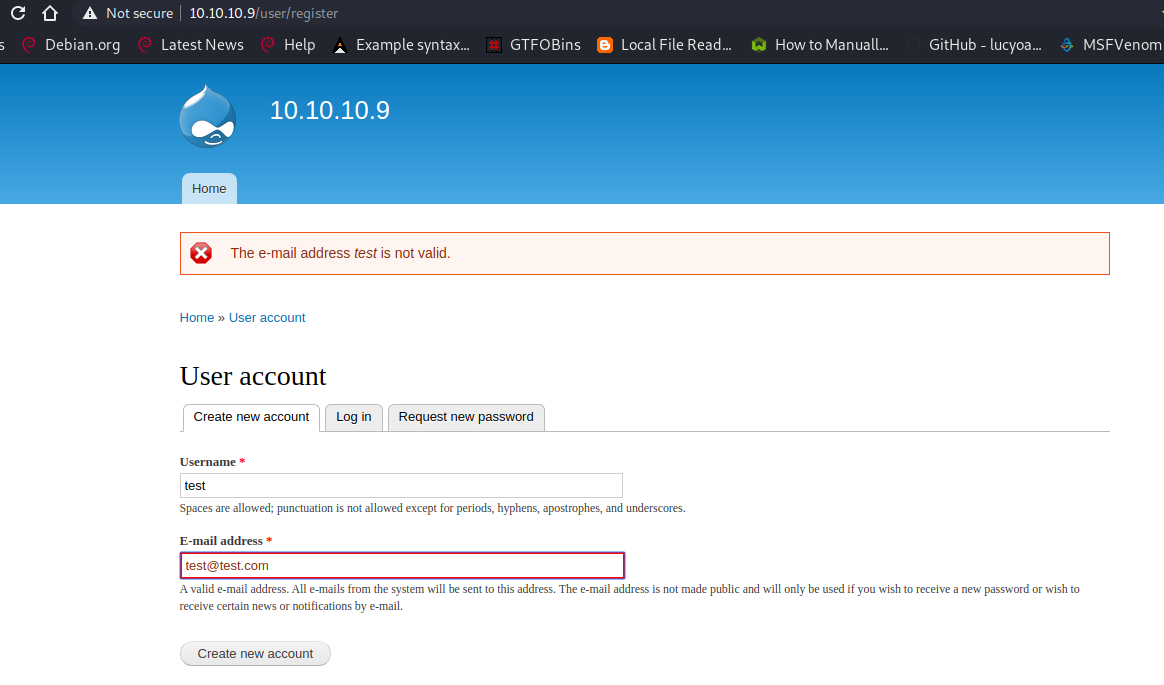 Not secure 10.10.10.9/user/register
Debian.org Latest News Help Example syntax... GTFOBins Local File Read... How to Manuall... GitHub - lucyoa... MSFVenom
10.10.10.9
Home
The e-mail address test is not valid.
Home » User account
User account
Create new account Log in Request new password
Username *
test
Spaces are allowed; punctuation is not allowed except for periods, hyphens, apostrophes, and underscores.
E-mail address *
test@test.com
A valid e-mail address. All e-mails from the system will be sent to this address. The e-mail address is not made public and will only be used if you wish to receive a new password or wish to
receive certain news or notifications by e-mail.
Create new account